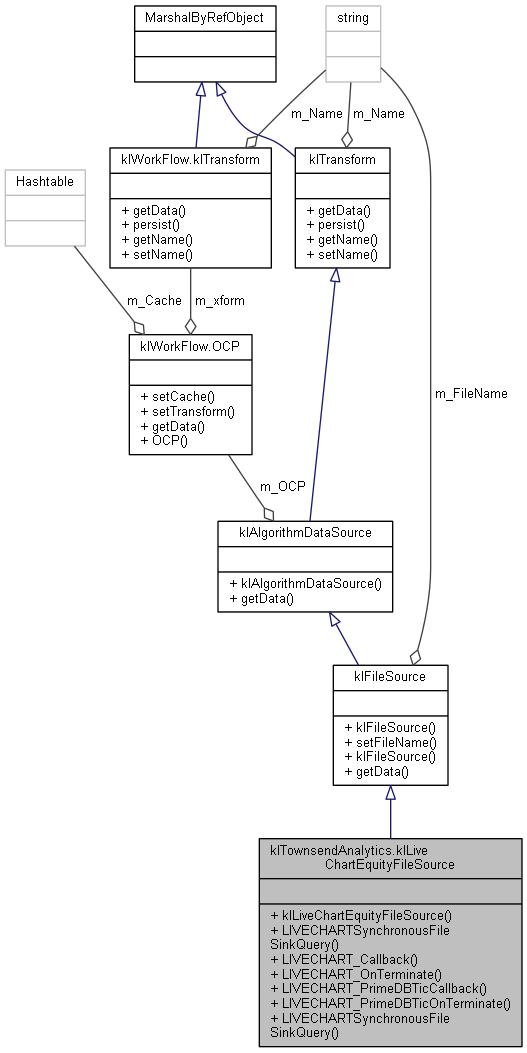 MarshalByRefObject
string
m_Name
m_Name
klWorkFlow.klTransform
+ getData()
+ persist()
+ getName()
+ setName()
klTransform
+ getData()
+ persist()
+ getName()
+ setName()
Hashtable
m_Cache
m_xform
klWorkFlow.OCP
+ setCache()
+ setTransform()
+ getData()
+ OCP()
m_FileName
m_OCP
klAlgorithmDataSource
+ klAlgorithmDataSource()
+ getData()
klFileSource
+ klFileSource()
+ setFileName()
+ klFileSource()
+ getData()
klTownsendAnalytics.klLive
ChartEquityFileSource
+ klLiveChartEquityFileSource()
+ LIVECHARTSynchronousFile
SinkQuery()
+ LIVECHART_Callback()
+ LIVECHART_OnTerminate()
+ LIVECHART_PrimeDBTicCallback()
+ LIVECHART_PrimeDBTicOnTerminate()
+ LIVECHARTSynchronousFile
SinkQuery()